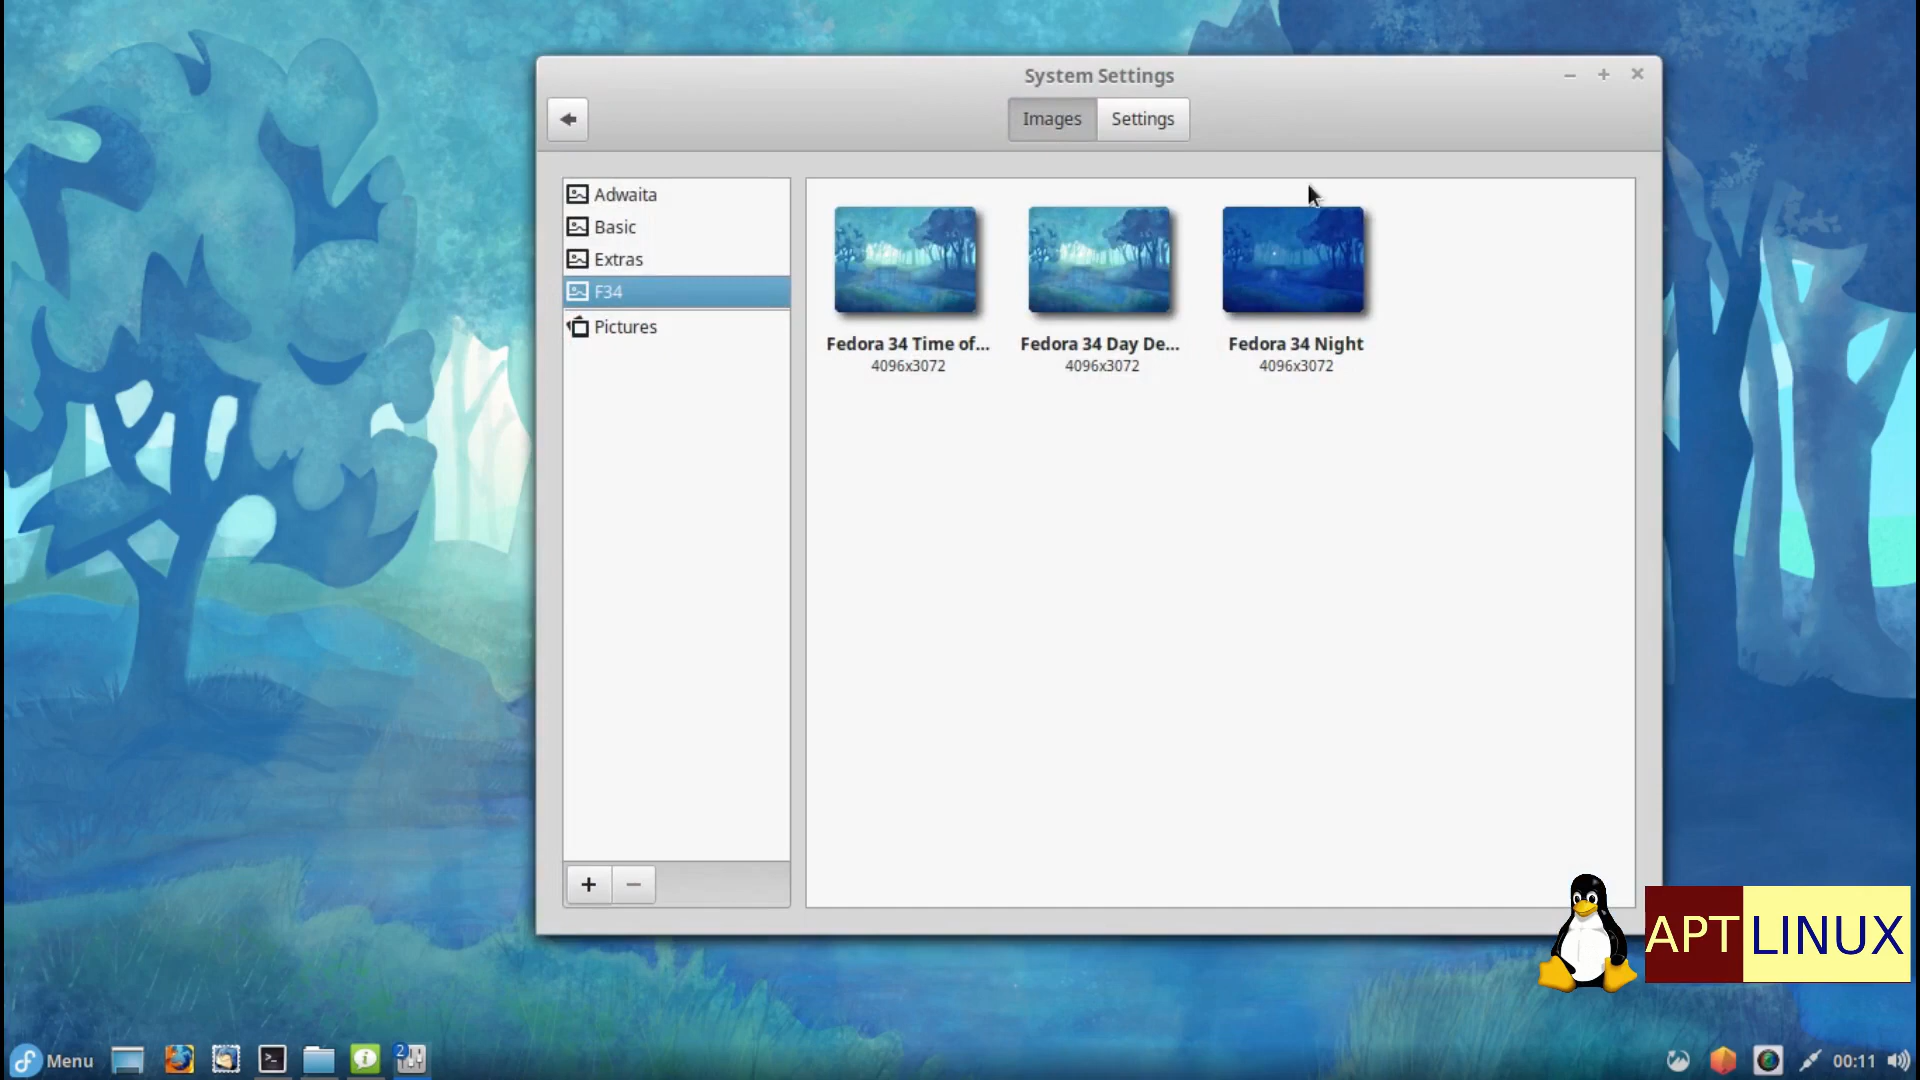 System Settings
Images
Settings
Adwaita
Basic
Extras
F34
Pictures
Fedora 34 Time of...
4096x3072
Fedora 34 Day De...
4096x3072
Fedora 34 Night
4096x3072
APT LINUX
Menu
2
00:11